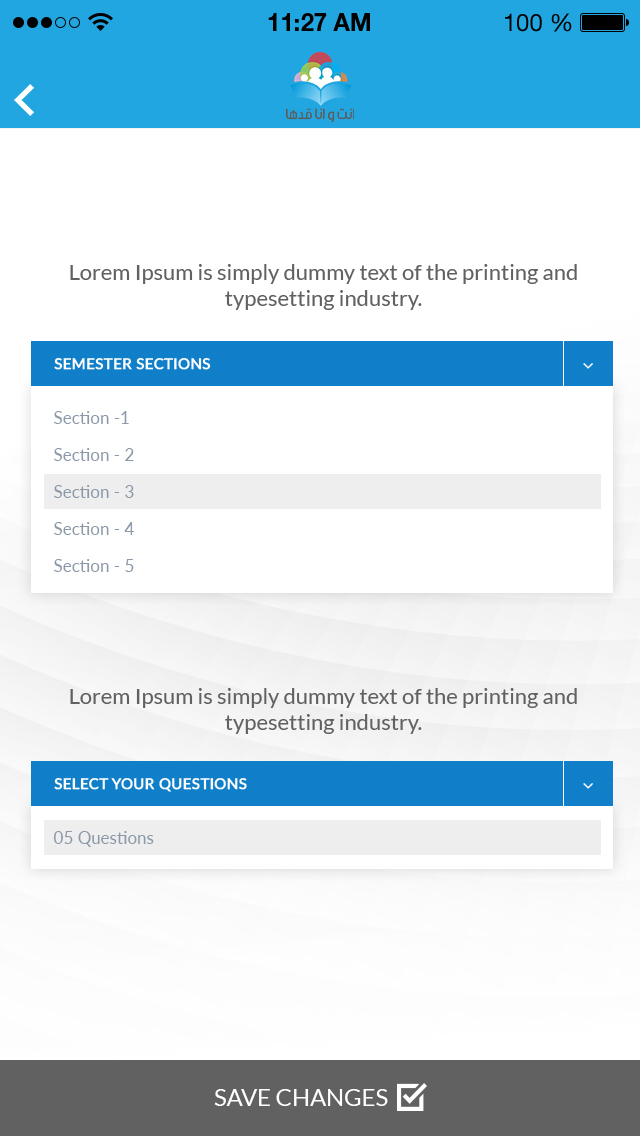 11:27 AM
100 %
انت و انا قدها
Lorem Ipsum is simply dummy text of the printing and
typesetting industry.
SEMESTER SECTIONS
Section -1
Section - 2
Section - 3
Section - 4
Section - 5
Lorem Ipsum is simply dummy text of the printing and
typesetting industry.
SELECT YOUR QUESTIONS
05 Questions
SAVE CHANGES